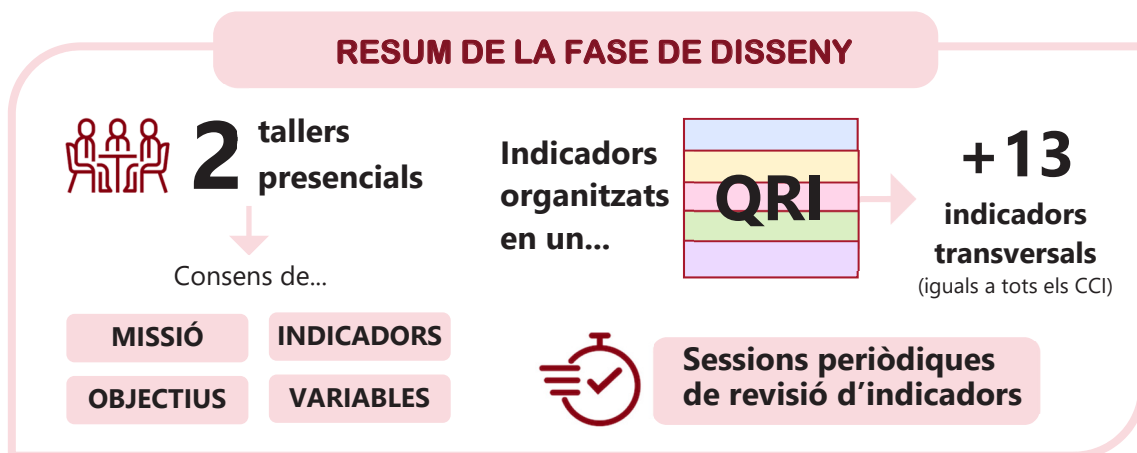 RESUM DE LA FASE DE DISSENY
2 tallers
presencials
Consens de...
MISSIÓ
INDICADORS
OBJECTIUS
VARIABLES
Indicadors
organitzats
en un...
QRI
+13
indicadors
transversals
(iguals a tots els CCI)
Sessions periòdiques
de revisió d’indicadors